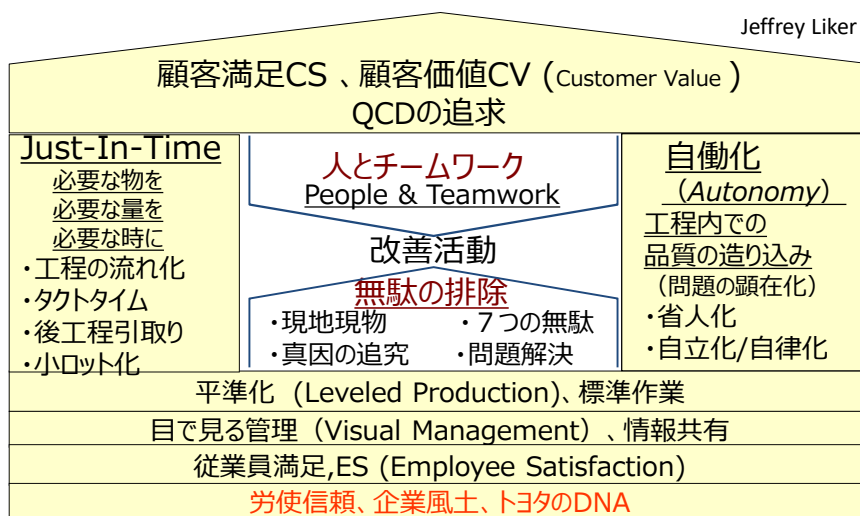 Jeffrey Liker
顧客満足CS 、顧客価値CV (Customer Value )
QCDの追求
Just-In-Time
必要な物を
必要な量を
必要な時に
・工程の流れ化
・タクトタイム
・後工程引取り
・小ロット化
人とチームワーク
People & Teamwork
改善活動
無駄の排除
・現地現物
・７つの無駄
・真因の追究
・問題解決
自働化
（Autonomy）
工程内での
品質の造り込み
（問題の顕在化）
・省人化
・自立化/自律化
平準化 (Leveled Production)、標準作業
目で見る管理（Visual Management）、情報共有
従業員満足,ES (Employee Satisfaction)
労使信頼、企業風土、トヨタのDNA